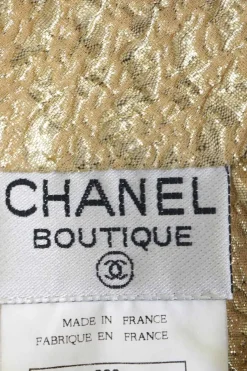 CHANEL
BOUTIQUE
MADE IN FRANCE
FABRIQUE EN FRANCE